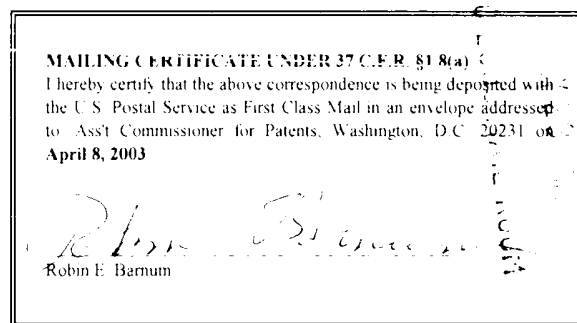 MAILING CERTIFICATE UNDER 37 C.F.R. §1.8(a)
I hereby certify that the above correspondence is being deposited with
the U.S. Postal Service as First Class Mail in an envelope addressed
to Ass't Commissioner for Patents, Washington, D.C. 20231 on
April 8, 2003
Robin E. Barnum